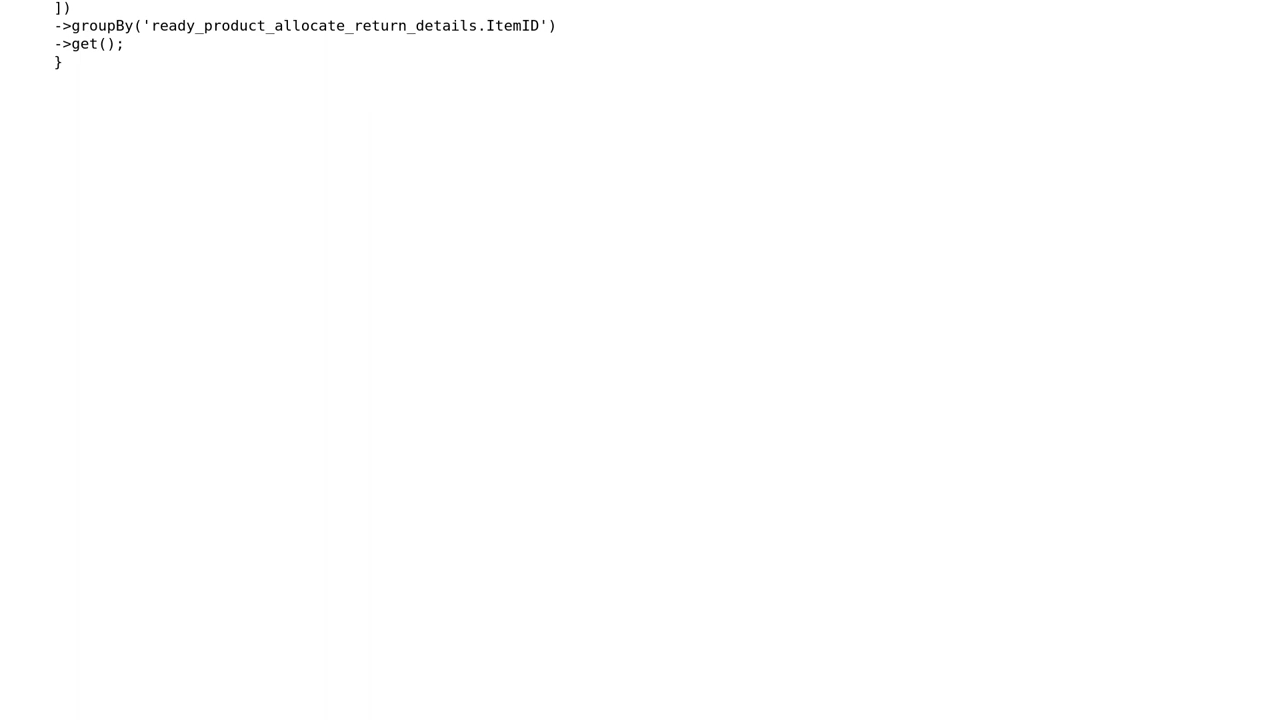 ])
->groupBy('ready_product_allocate_return_details.ItemID')
->get();
}